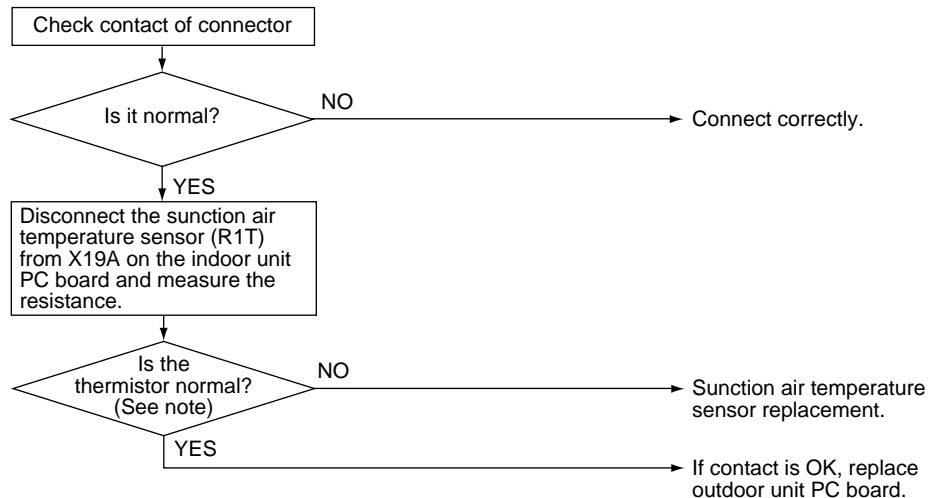 Check contact of connector
Is it normal?
NO
Connect correctly.
YES
Disconnect the sunction air
temperature sensor (R1T)
from X19A on the indoor unit
PC board and measure the
resistance.
Is the
thermistor normal?
(See note)
NO
Sunction air temperature
sensor replacement.
YES
If contact is OK, replace
outdoor unit PC board.